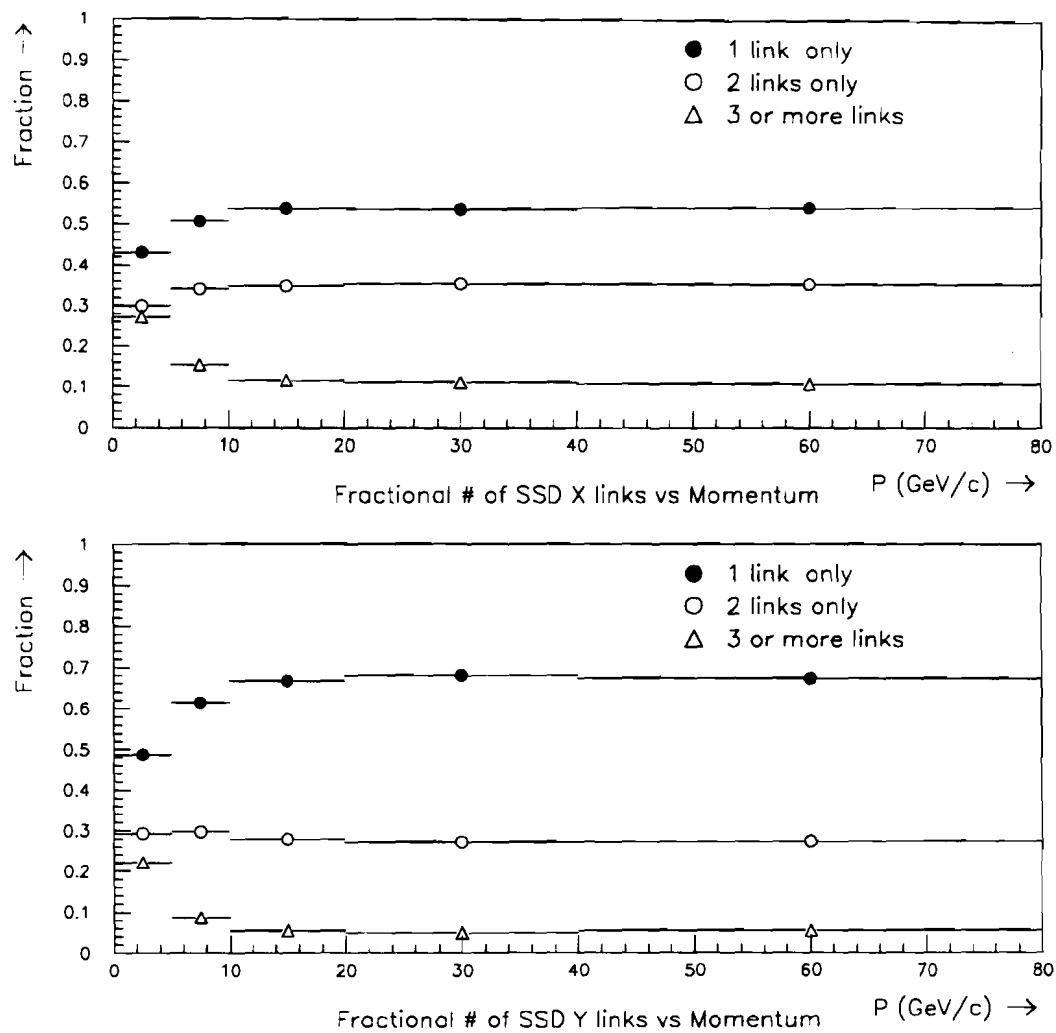 Fraction →
1
0.9
0.8
0.7
0.6
0.5
0.4
0.3
0.2
0.1
0
● 1 link only
○ 2 links only
△ 3 or more links
0 10 20 30 40 50 60 70 80
Fractional # of SSD X links vs Momentum
P (GeV/c) →
Fraction →
1
0.9
0.8
0.7
0.6
0.5
0.4
0.3
0.2
0.1
0
● 1 link only
○ 2 links only
△ 3 or more links
0 10 20 30 40 50 60 70 80
Fractional # of SSD Y links vs Momentum
P (GeV/c) →